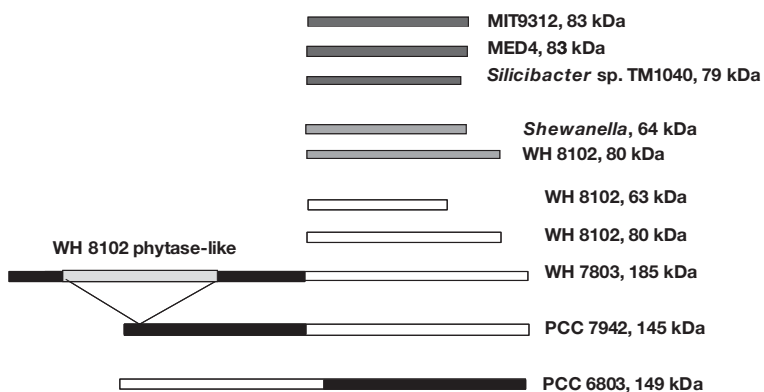 MIT9312, 83 kDa
MED4, 83 kDa
Silicibacter sp. TM1040, 79 kDa
Shewanella, 64 kDa
WH 8102, 80 kDa
WH 8102, 63 kDa
WH 8102 phytase-like
WH 8102, 80 kDa
WH 7803, 185 kDa
PCC 7942, 145 kDa
PCC 6803, 149 kDa